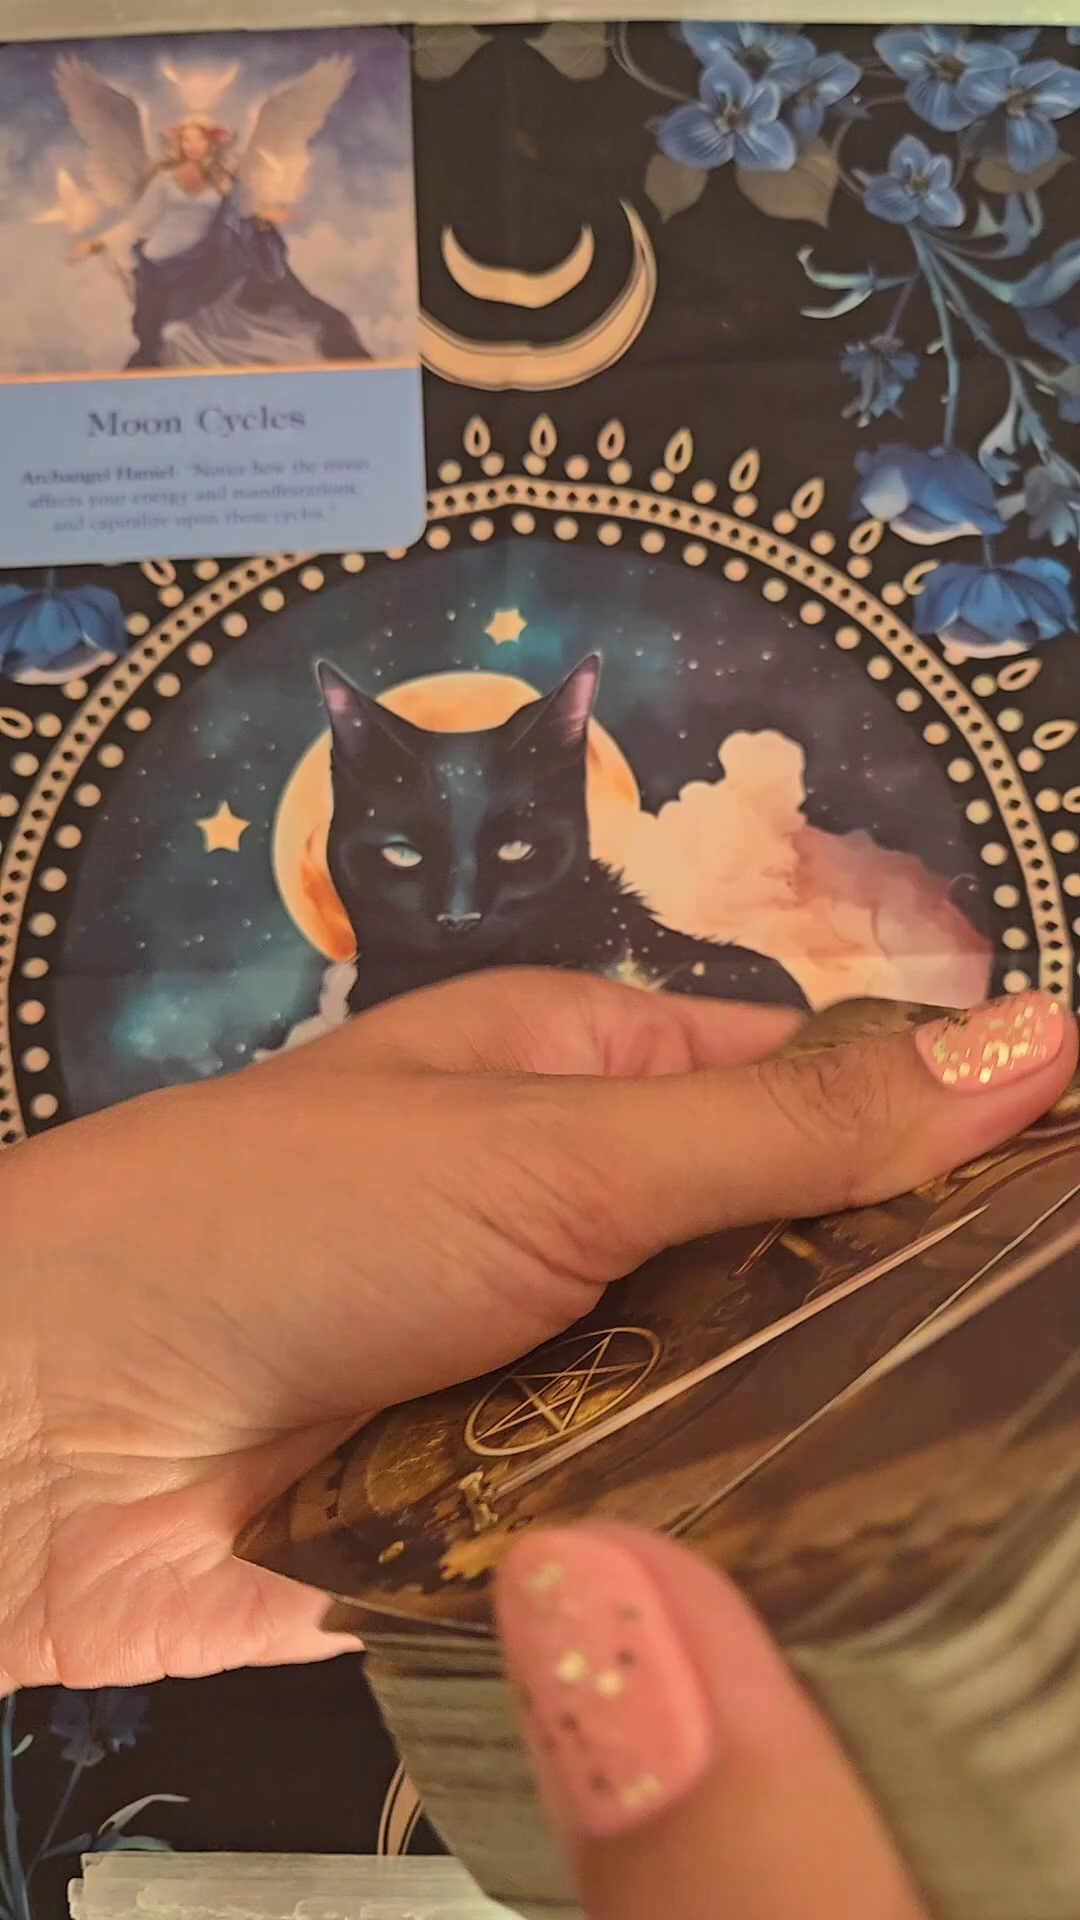 Moon Cycles
Archangel Haniel: "Notice how the moon
affects your energy and manifestations,
and capitalize upon these cycles."